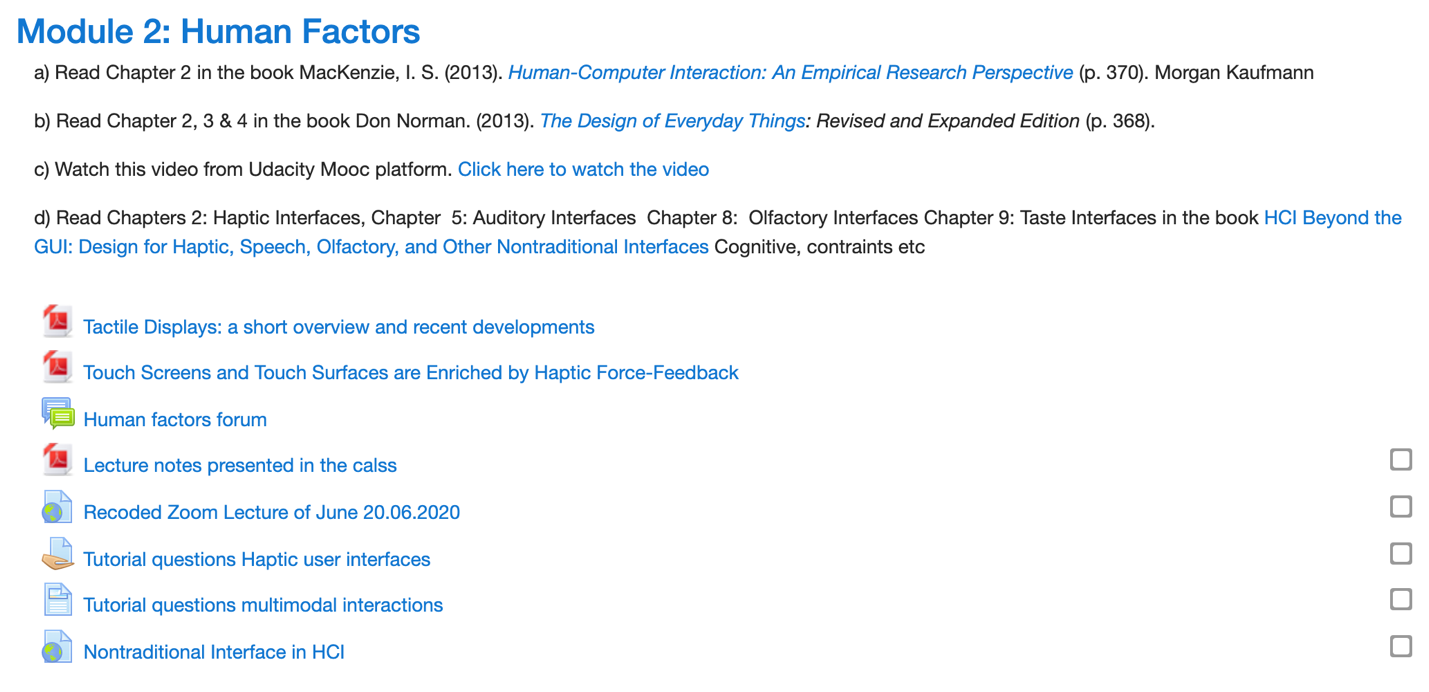 Module 2: Human Factors
a) Read Chapter 2 in the book MacKenzie, I. S. (2013). Human-Computer Interaction: An Empirical Research Perspective (p. 370). Morgan Kaufmann
b) Read Chapter 2, 3 & 4 in the book Don Norman. (2013). The Design of Everyday Things: Revised and Expanded Edition (p. 368).
c) Watch this video from Udacity Mooc platform. Click here to watch the video
d) Read Chapters 2: Haptic Interfaces, Chapter  5: Auditory Interfaces  Chapter 8:  Olfactory Interfaces Chapter 9: Taste Interfaces in the book HCI Beyond the
GUI: Design for Haptic, Speech, Olfactory, and Other Nontraditional Interfaces Cognitive, contraints etc
Tactile Displays: a short overview and recent developments
Touch Screens and Touch Surfaces are Enriched by Haptic Force-Feedback
Human factors forum
Lecture notes presented in the calss
Recoded Zoom Lecture of June 20.06.2020
Tutorial questions Haptic user interfaces
Tutorial questions multimodal interactions
Nontraditional Interface in HCI